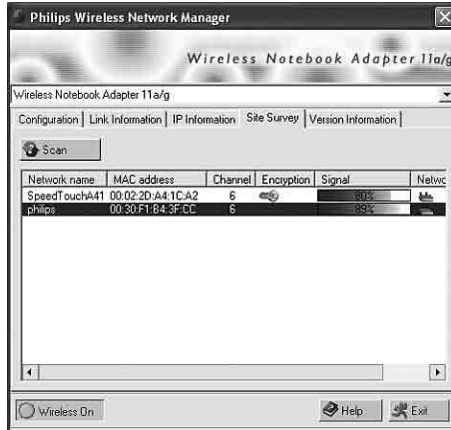 Philips Wireless Network Manager
Wireless Notebook Adapter 11a/g
Wireless Notebook Adapter 11a/g
Configuration Link Information IP Information Site Survey Version Information
Scan
Network name MAC address Channel Encryption Signal Netwo
SpeedTouchA41 00:02:2D:A4:1C:A2 6 80%
philips 00:30:F1:B4:3F:CC 6 89%
Wireless On Help Exit